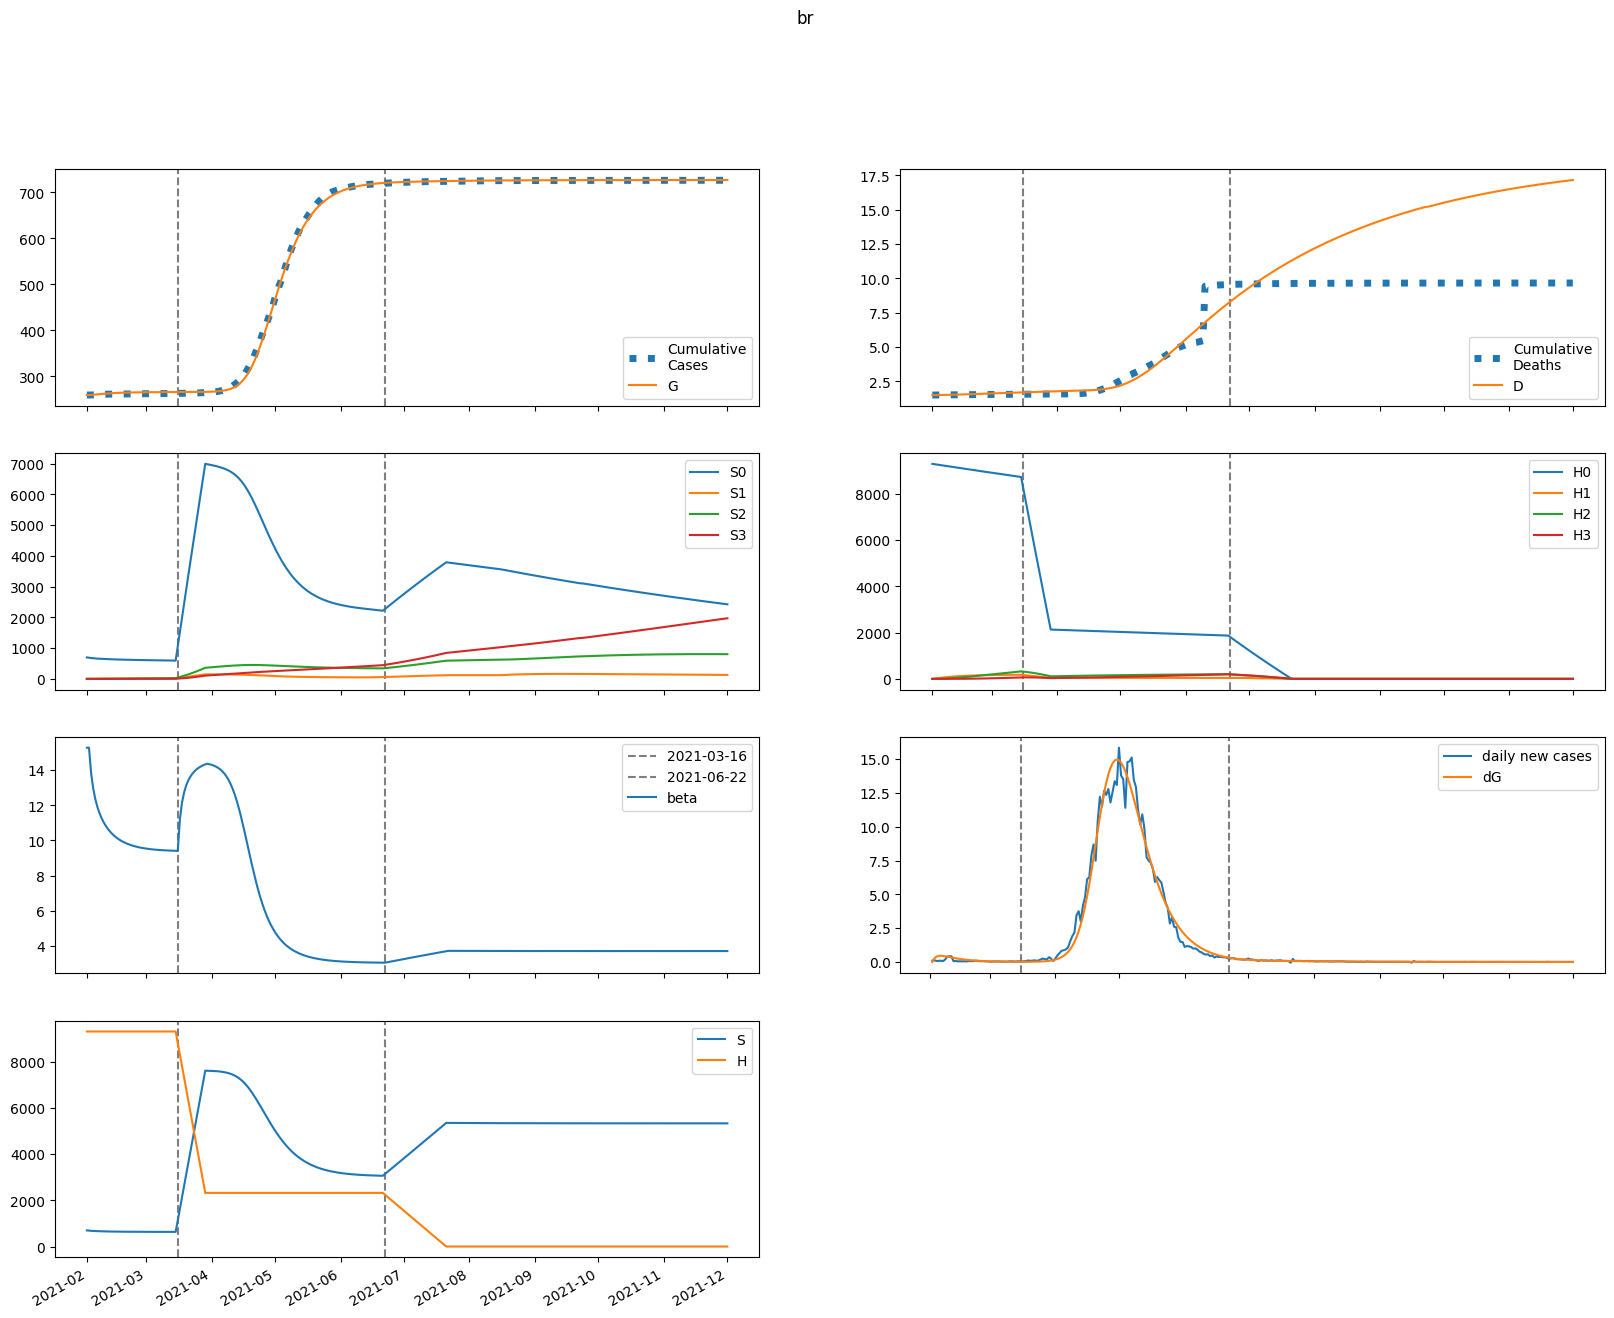 br
700
600
500
400
300
Cumulative
Cases
G
17.5
15.0
12.5
10.0
7.5
5.0
2.5
Cumulative
Deaths
D
7000
6000
5000
4000
3000
2000
1000
0
S0
S1
S2
S3
8000
6000
4000
2000
0
H0
H1
H2
H3
14
12
10
8
6
4
2021-03-16
2021-06-22
beta
15.0
12.5
10.0
7.5
5.0
2.5
0.0
daily new cases
dG
8000
6000
4000
2000
0
S
H
2021-02
2021-03
2021-04
2021-05
2021-06
2021-07
2021-08
2021-09
2021-10
2021-11
2021-12